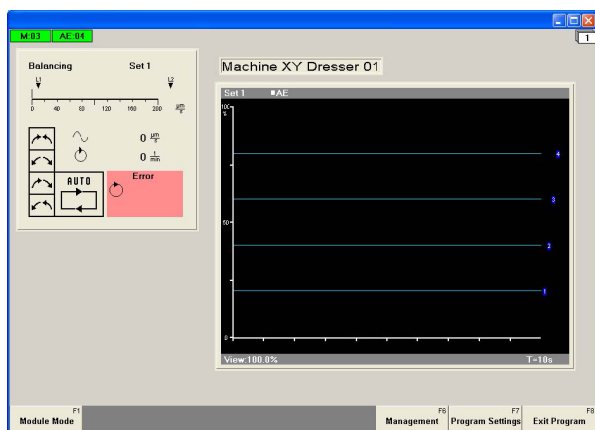 M:03 AE:04
1
Balancing Set 1
L1 L2
0 40 80 120 160 200 µm/s
0 µm/s
0 1/min
AUTO
Error
Machine XY Dresser 01
Set 1 AE
100
%
4
3
50
2
1
0
View:100.0% T=10s
F1 F6 F7 F8
Module Mode Management Program Settings Exit Program